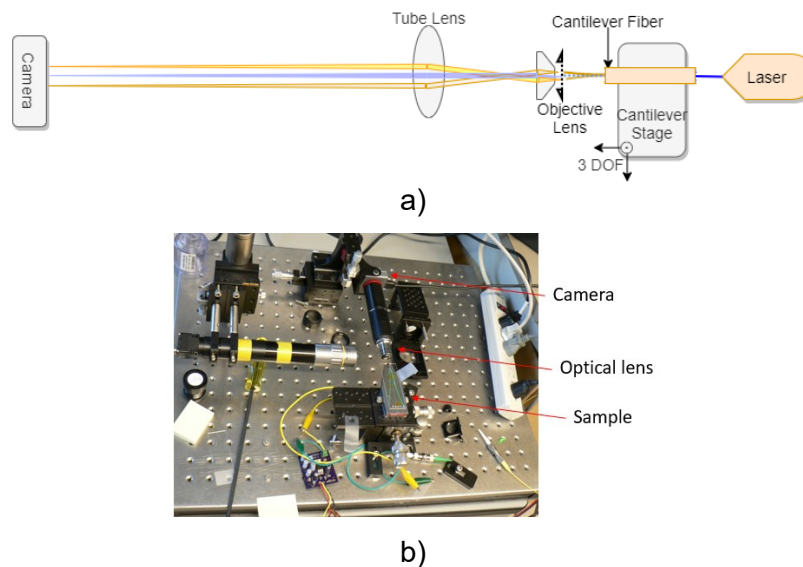 Tube Lens
Cantilever Fiber
Camera
Objective
Lens
Cantilever
Stage
Laser
3 DOF
a)
Camera
Optical lens
Sample
b)